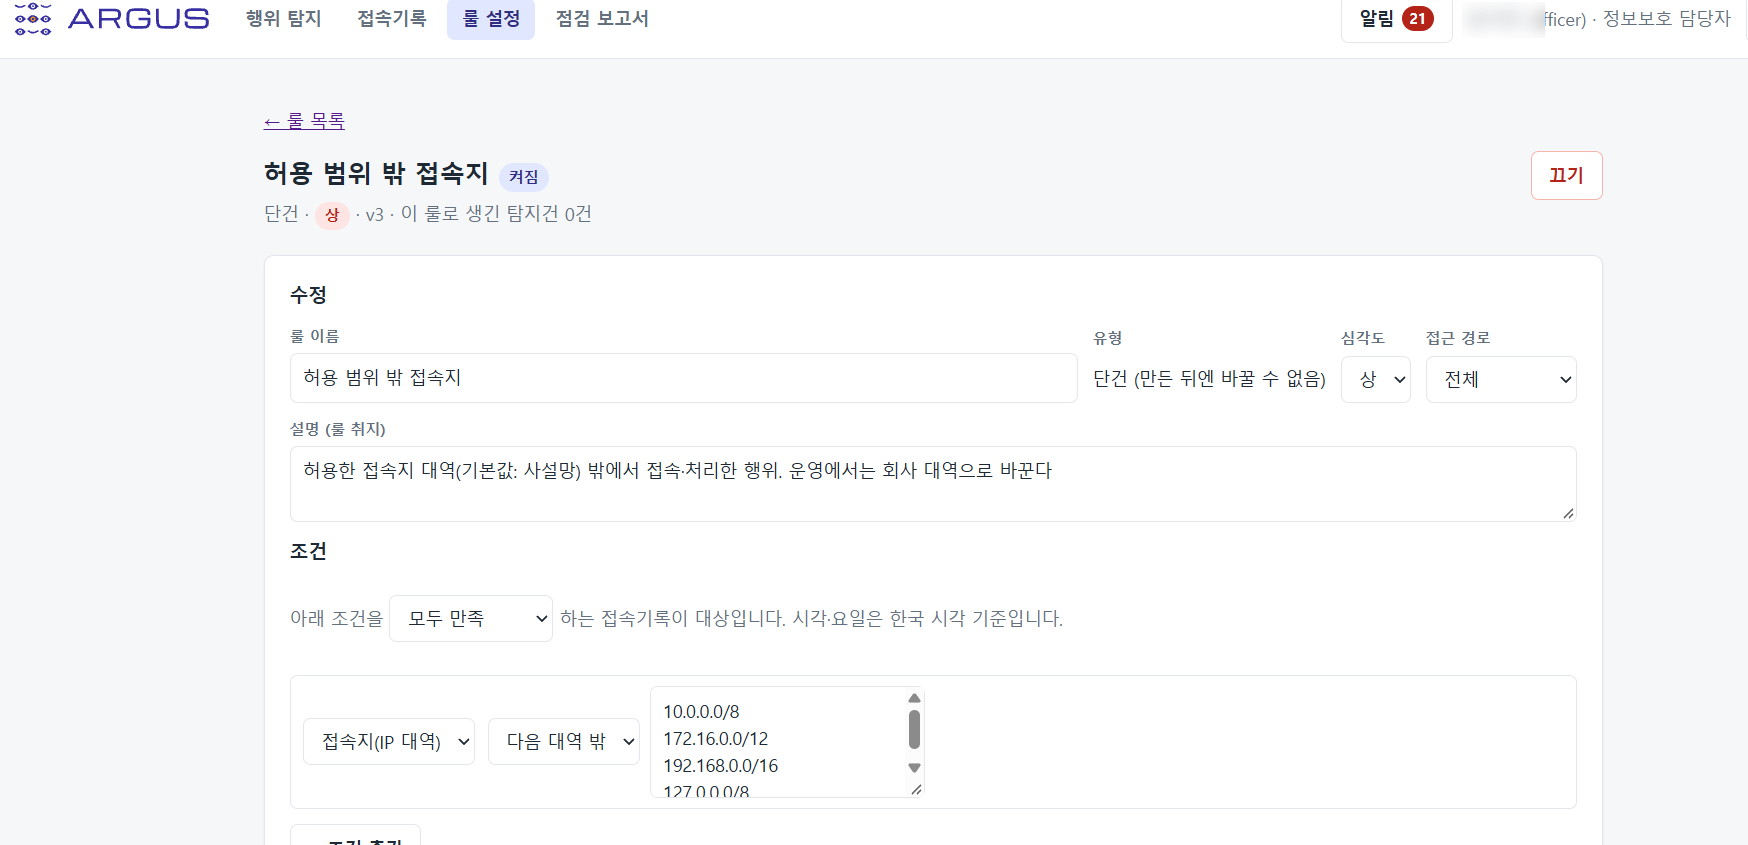 ARGUS 행위 탐지 접속기록 룰 설정 점검 보고서 알림 21 fficer) · 정보보호 담당자
← 룰 목록
허용 범위 밖 접속지 켜짐 끄기
단건 · 상 · v3 · 이 룰로 생긴 탐지건 0건
수정
룰 이름 유형 심각도 접근 경로
허용 범위 밖 접속지 단건 (만든 뒤엔 바꿀 수 없음) 상 전체
설명 (룰 취지)
허용한 접속지 대역(기본값: 사설망) 밖에서 접속·처리한 행위. 운영에서는 회사 대역으로 바꾼다
조건
아래 조건을 모두 만족 하는 접속기록이 대상입니다. 시각·요일은 한국 시각 기준입니다.
접속지(IP 대역) 다음 대역 밖
10.0.0.0/8
172.16.0.0/12
192.168.0.0/16
127.0.0.0/8